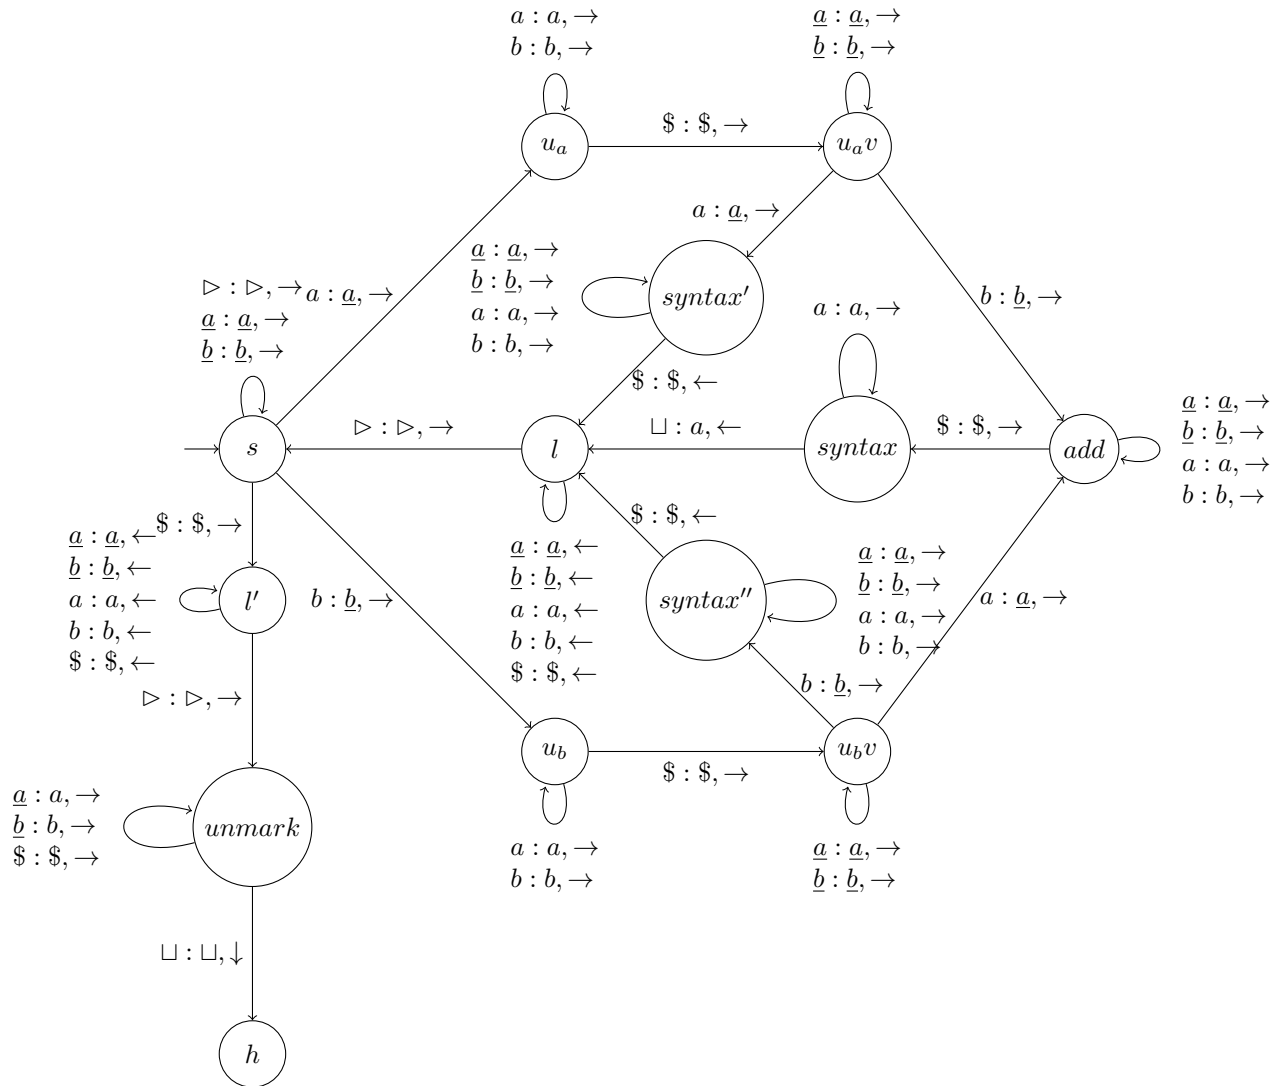 a : a, →
b : b, →
a̲ : a̲, →
b̲ : b̲, →
u_a
$ : $, →
u_a v
a : a̲, →
a̲ : a̲, →
b̲ : b̲, →
a : a, →
b : b, →
syntax′
▷ : ▷, →
a̲ : a̲, →
b̲ : b̲, →
a : a̲, →
a : a, →
b : b̲, →
$ : $, ←
s
▷ : ▷, →
l
⊔ : a, ←
syntax
$ : $, →
add
a̲ : a̲, →
b̲ : b̲, →
a : a, →
b : b, →
$ : $, →
a̲ : a̲, ←
b̲ : b̲, ←
a : a, ←
b : b, ←
$ : $, ←
l′
b : b̲, →
a̲ : a̲, ←
b̲ : b̲, ←
a : a, ←
b : b, ←
$ : $, ←
$ : $, ←
syntax′′
a̲ : a̲, →
b̲ : b̲, →
a : a, →
b : b, →
a : a̲, →
▷ : ▷, →
b : b̲, →
u_b
$ : $, →
u_b v
a̲ : a, →
b̲ : b, →
$ : $, →
unmark
a : a, →
b : b, →
a̲ : a̲, →
b̲ : b̲, →
⊔ : ⊔, ↓
h